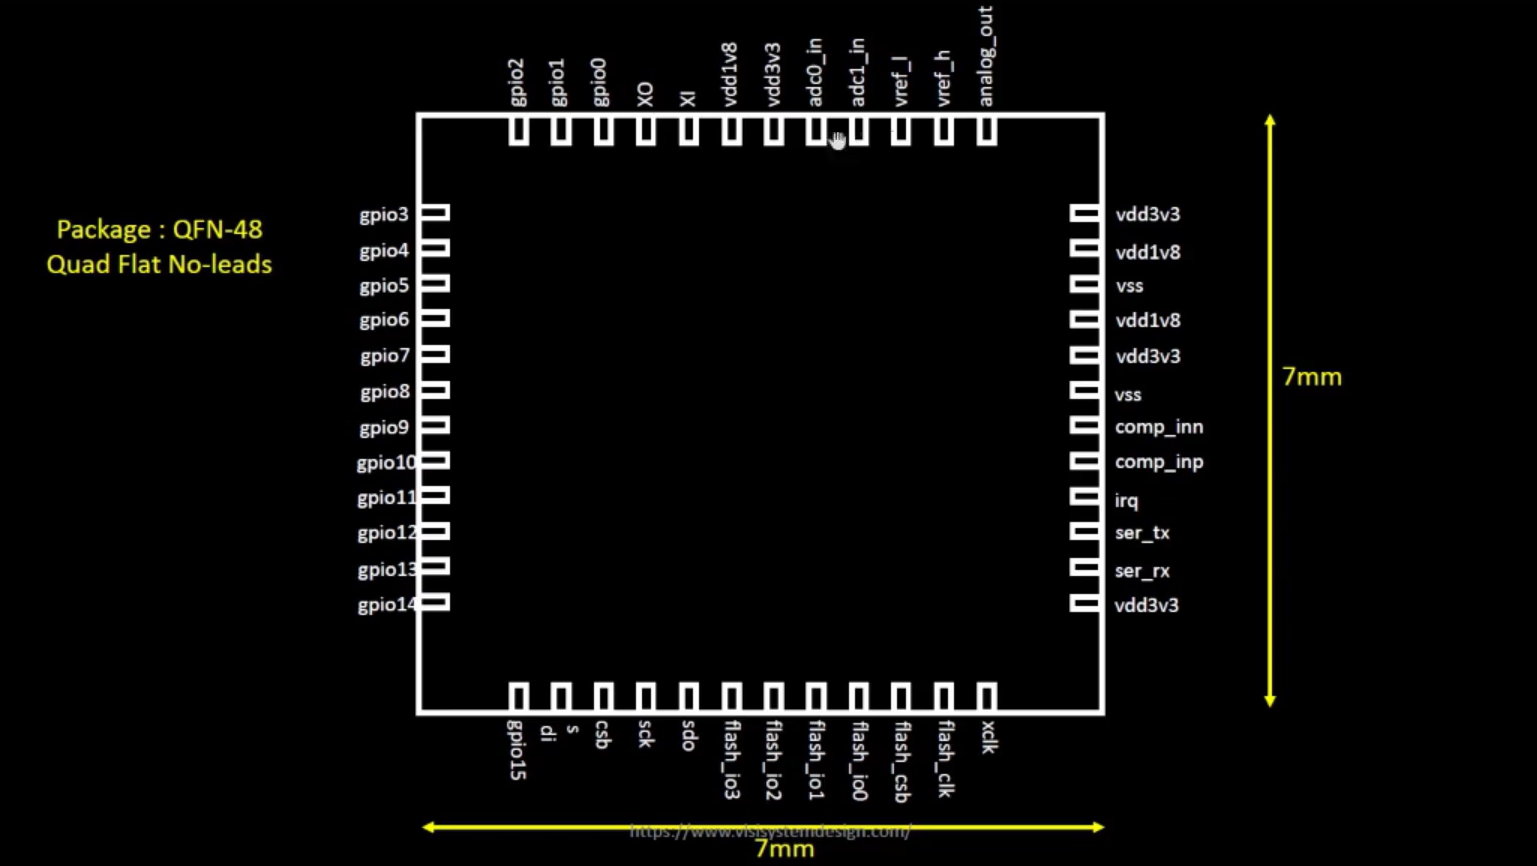 gpio2
gpio1
gpio0
XO
XI
vdd1v8
vdd3v3
adc0_in
adc1_in
vref_l
vref_h
analog_out
Package : QFN-48
Quad Flat No-leads
gpio3
gpio4
gpio5
gpio6
gpio7
gpio8
gpio9
gpio10
gpio11
gpio12
gpio13
gpio14
vdd3v3
vdd1v8
vss
vdd1v8
vdd3v3
vss
comp_inn
comp_inp
irq
ser_tx
ser_rx
vdd3v3
7mm
gpio15
di
s
csb
sck
sdo
flash_io3
flash_io2
flash_io1
flash_io0
flash_csb
flash_clk
xclk
https://www.vlsisystemdesign.com/
7mm